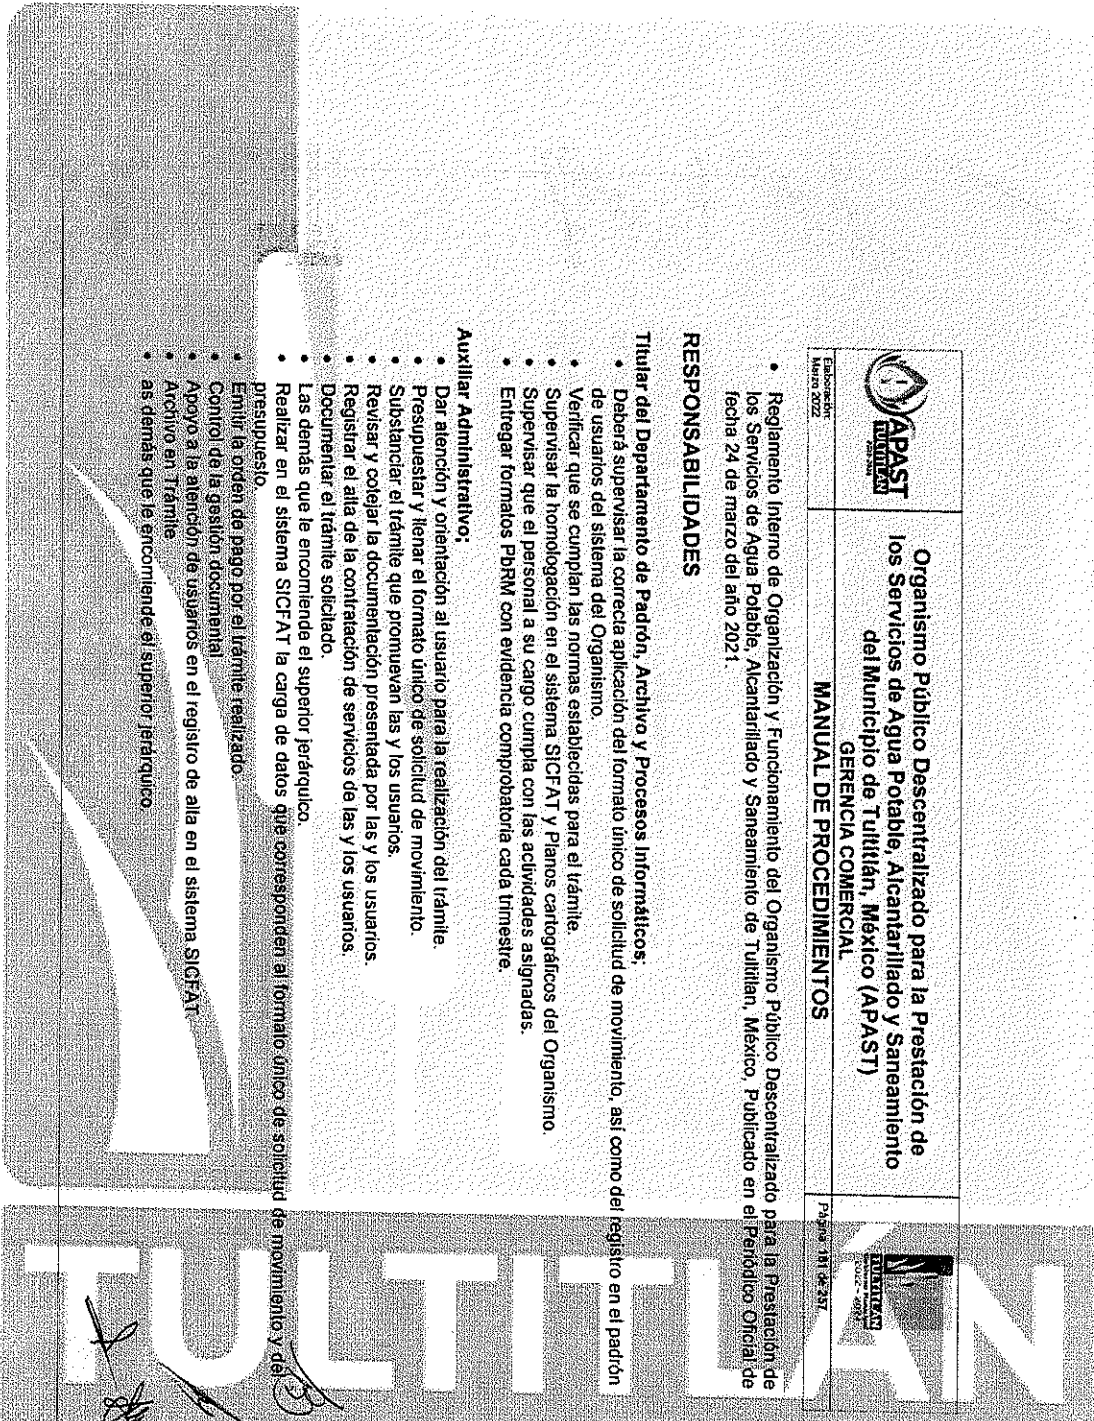 APAST
TULTITLÁN
Organismo Público Descentralizado para la Prestación de
los Servicios de Agua Potable, Alcantarillado y Saneamiento
del Municipio de Tultitlán, México (APAST)
GERENCIA COMERCIAL
MANUAL DE PROCEDIMIENTOS
TULTITLÁN
Elaboración:
Marzo 2022
Página 181 de 257
• Reglamento Interno de Organización y Funcionamiento del Organismo Público Descentralizado para la Prestación de
los Servicios de Agua Potable, Alcantarillado y Saneamiento de Tultitlan, México, Publicado en el Periódico Oficial de
fecha 24 de marzo del año 2021.
RESPONSABILIDADES
Titular del Departamento de Padrón, Archivo y Procesos Informáticos;
• Deberá supervisar la correcta aplicación del formato único de solicitud de movimiento, así como del registro en el padrón
de usuarios del sistema del Organismo.
• Verificar que se cumplan las normas establecidas para el trámite.
• Supervisar la homologación en el sistema SICFAT y Planos cartográficos del Organismo.
• Supervisar que el personal a su cargo cumpla con las actividades asignadas.
• Entregar formatos PbRM con evidencia comprobatoria cada trimestre.
Auxiliar Administrativo;
• Dar atención y orientación al usuario para la realización del trámite.
• Presupuestar y llenar el formato único de solicitud de movimiento.
• Substanciar el trámite que promuevan las y los usuarios.
• Revisar y cotejar la documentación presentada por las y los usuarios.
• Registrar el alta de la contratación de servicios de las y los usuarios.
• Documentar el trámite solicitado.
• Las demás que le encomiende el superior jerárquico.
• Realizar en el sistema SICFAT la carga de datos que corresponden al formato único de solicitud de movimiento y del
presupuesto.
• Emitir la orden de pago por el trámite realizado.
• Control de la gestión documental
• Apoyo a la atención de usuarios en el registro de alta en el sistema SICFAT
• Archivo en Trámite
• as demás que le encomiende el superior jerárquico.
TULTITLÁN